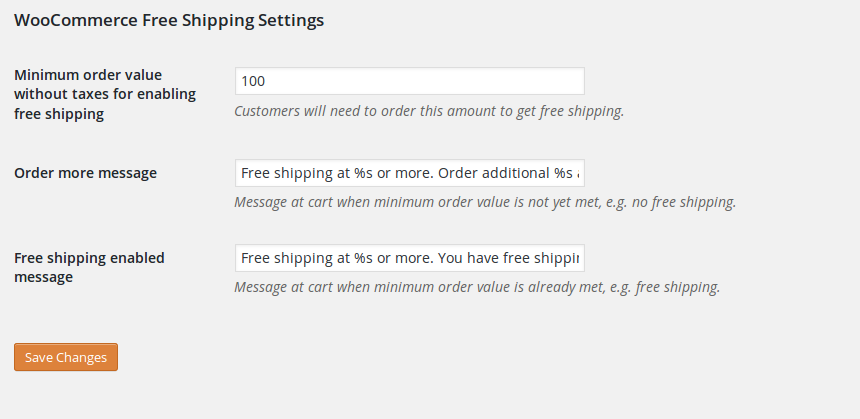 WooCommerce Free Shipping Settings
Minimum order value
without taxes for enabling
free shipping
100
Customers will need to order this amount to get free shipping.
Order more message
Free shipping at %s or more. Order additional %s
Message at cart when minimum order value is not yet met, e.g. no free shipping.
Free shipping enabled
message
Free shipping at %s or more. You have free
Message at cart when minimum order value is already met, e.g. free shipping.
Save Changes